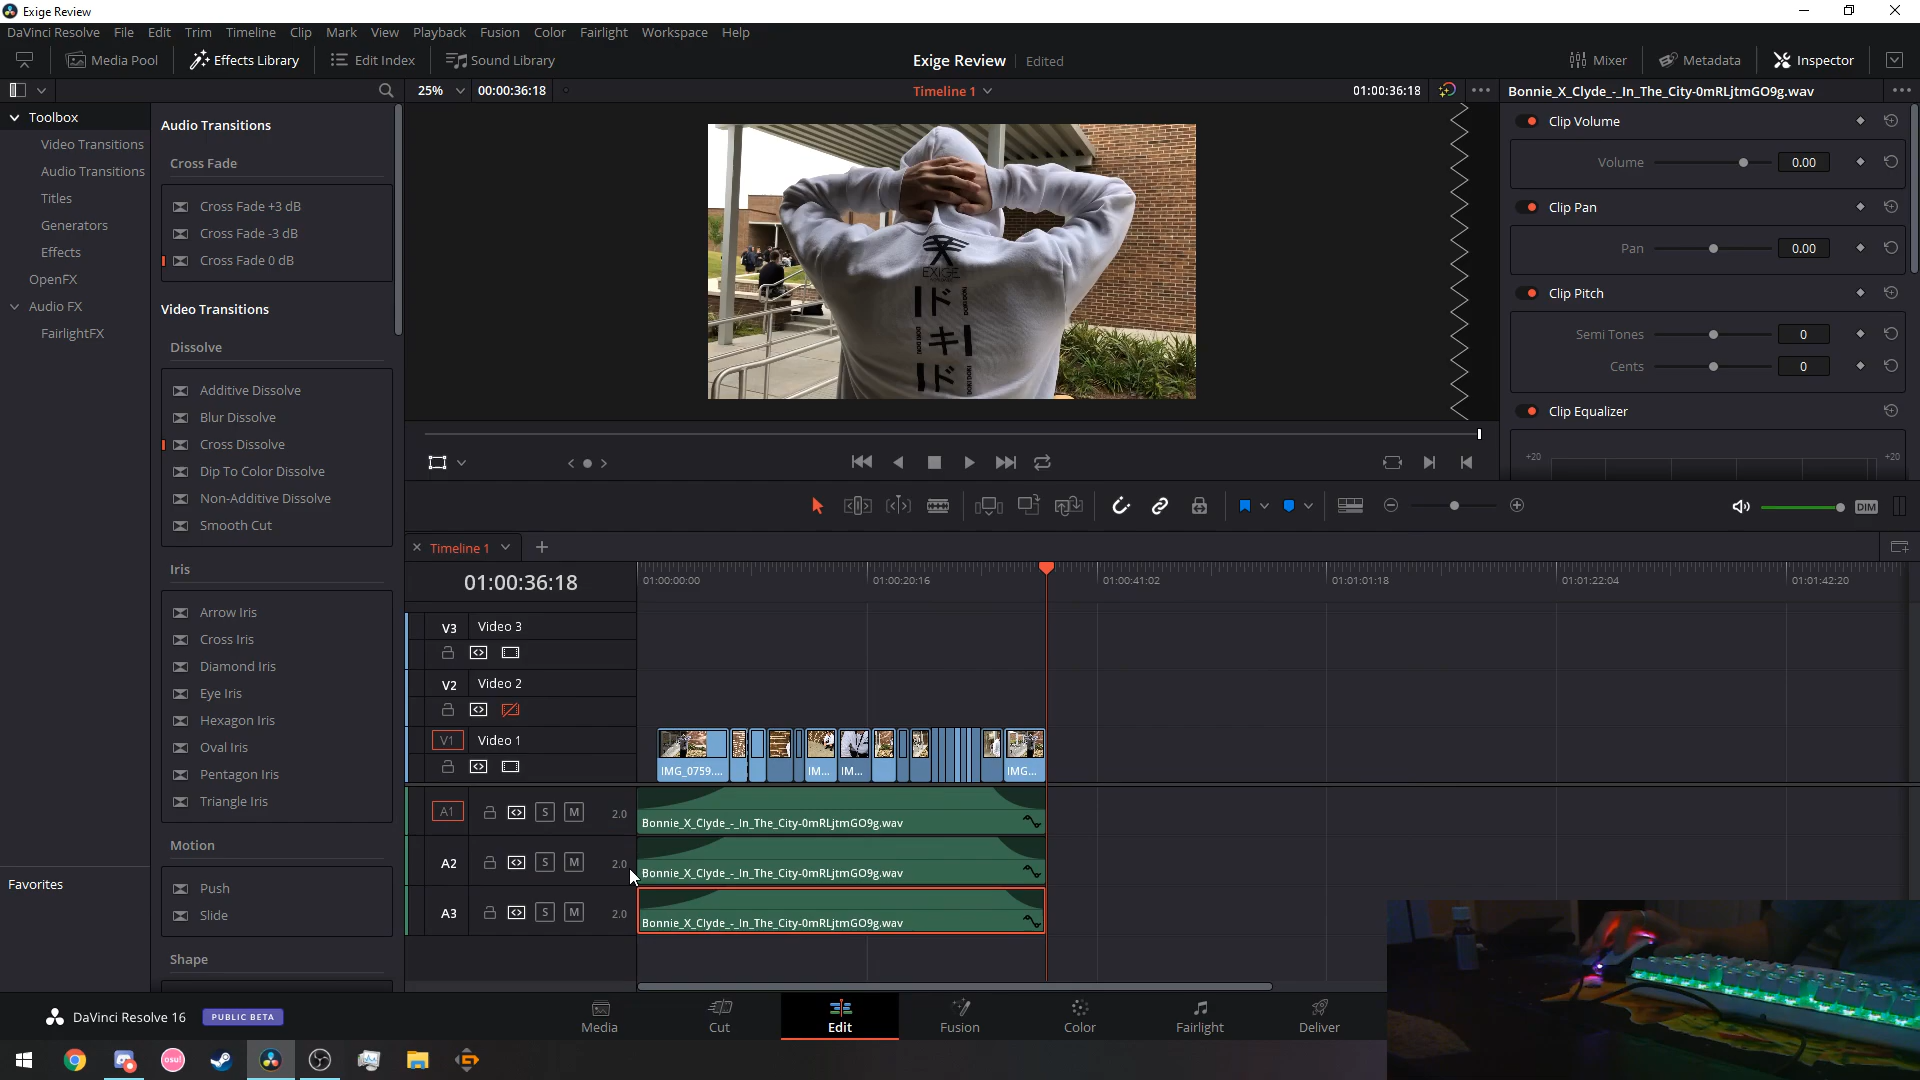 Exige Review
DaVinci Resolve File Edit Trim Timeline Clip Mark View Playback Fusion Color Fairlight Workspace Help
Media Pool Effects Library Edit Index Sound Library Exige Review Edited Mixer Metadata Inspector
25% 00:00:36:18 Timeline 1 01:00:36:18 Bonnie_X_Clyde_-_In_The_City-0mRLjtmGO9g.wav
Toolbox
Video Transitions
Audio Transitions
Titles
Generators
Effects
OpenFX
Audio FX
FairlightFX
Favorites
Audio Transitions
Cross Fade
Cross Fade +3 dB
Cross Fade -3 dB
Cross Fade 0 dB
Video Transitions
Dissolve
Additive Dissolve
Blur Dissolve
Cross Dissolve
Dip To Color Dissolve
Non-Additive Dissolve
Smooth Cut
Iris
Arrow Iris
Cross Iris
Diamond Iris
Eye Iris
Hexagon Iris
Oval Iris
Pentagon Iris
Triangle Iris
Motion
Push
Slide
Shape
EXIGE
ドキド
Clip Volume
Volume 0.00
Clip Pan
Pan 0.00
Clip Pitch
Semi Tones 0
Cents 0
Clip Equalizer
+20 +20
DIM
Timeline 1
01:00:36:18 01:00:00:00 01:00:20:16 01:00:41:02 01:01:01:18 01:01:22:04 01:01:42:20
V3 Video 3
V2 Video 2
V1 Video 1
IMG_0759.... IM... IM... IMG...
A1 S M 2.0
Bonnie_X_Clyde_-_In_The_City-0mRLjtmGO9g.wav
A2 S M 2.0
Bonnie_X_Clyde_-_In_The_City-0mRLjtmGO9g.wav
A3 S M 2.0
Bonnie_X_Clyde_-_In_The_City-0mRLjtmGO9g.wav
DaVinci Resolve 16 PUBLIC BETA
Media Cut Edit Fusion Color Fairlight Deliver
osu!